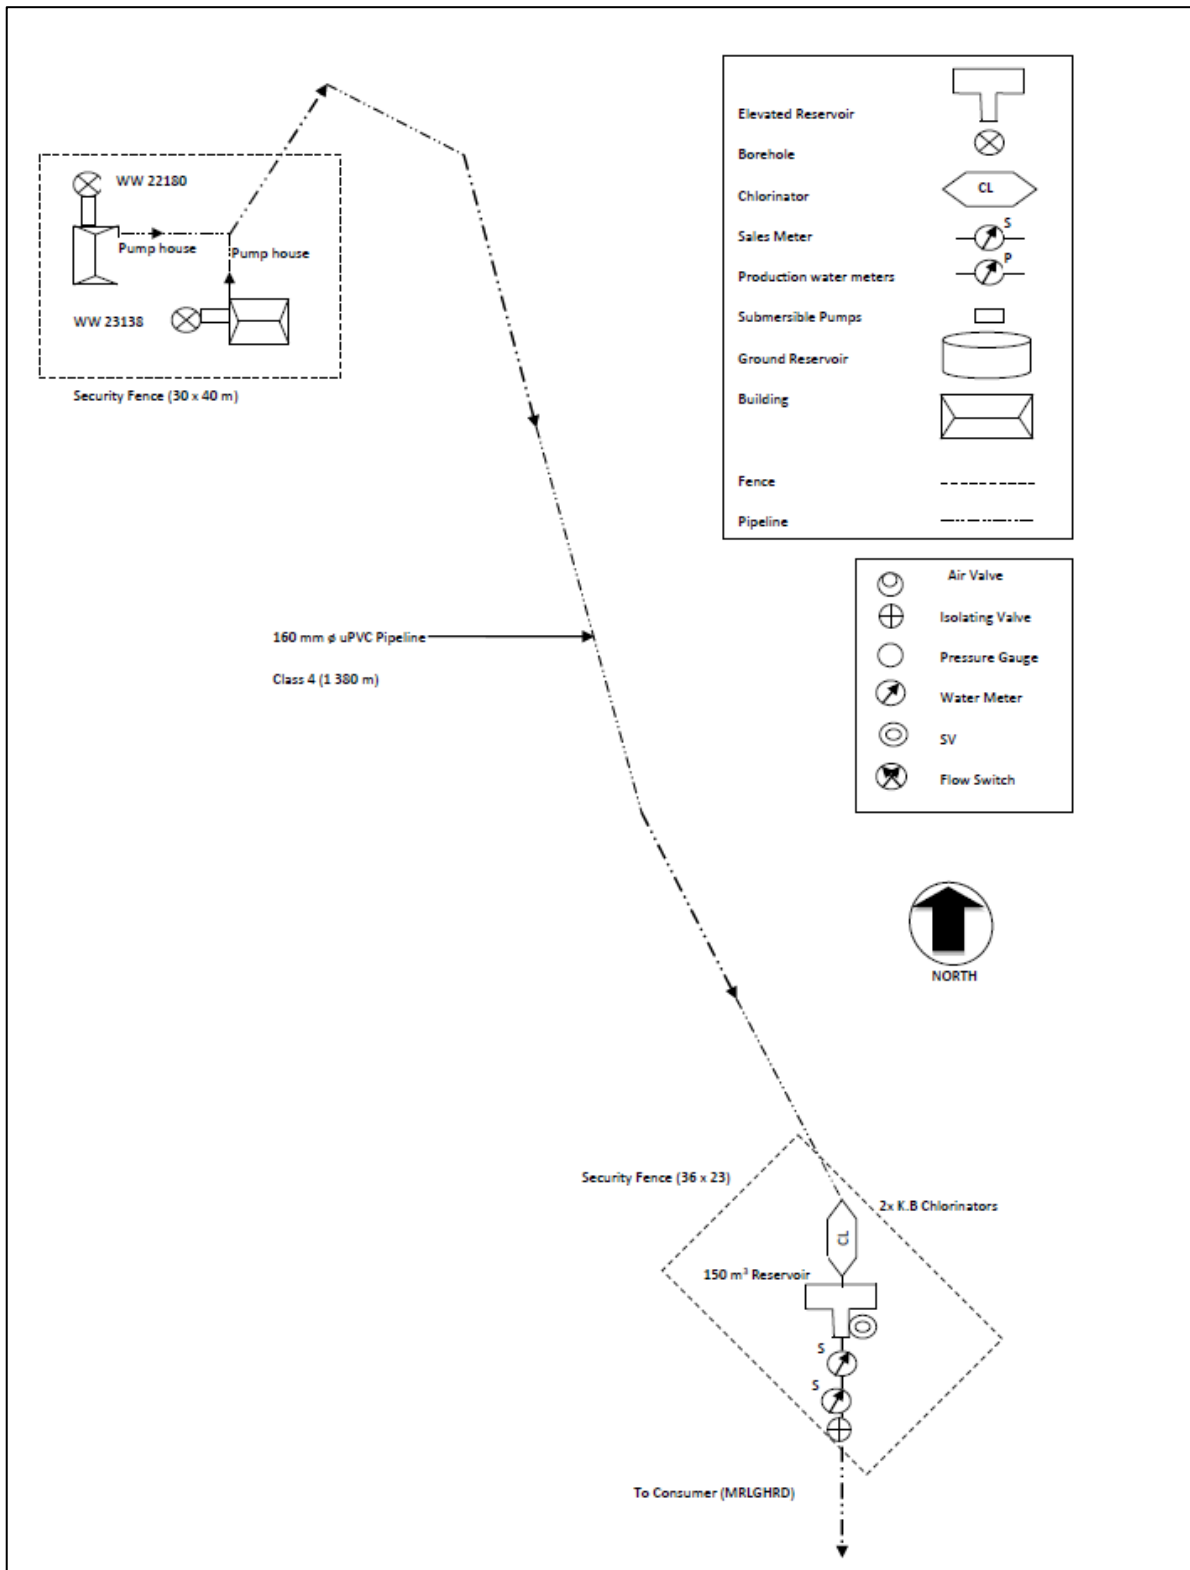 Elevated Reservoir
Borehole
Chlorinator
CL
Sales Meter
S
Production water meters
P
Submersible Pumps
Ground Reservoir
Building
Fence
Pipeline
WW 22180
Pump house
Pump house
WW 23138
Security Fence (30 x 40 m)
Air Valve
Isolating Valve
Pressure Gauge
Water Meter
SV
Flow Switch
160 mm ϕ uPVC Pipeline
Class 4 (1 380 m)
NORTH
Security Fence (36 x 23)
2x K.B Chlorinators
CL
150 m³ Reservoir
S
S
To Consumer (MRLGHRD)